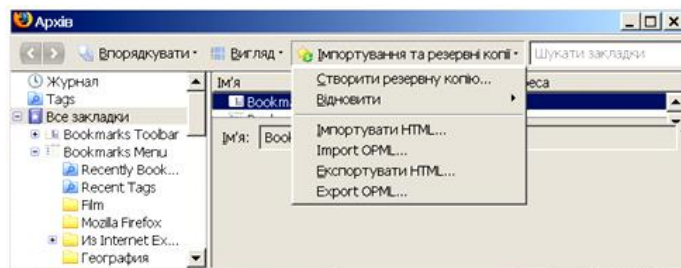 Архів
Впорядкувати Вигляд Імпортування та резервні копії Шукати закладки
Журнал
Tags
Все закладки
Bookmarks Toolbar
Bookmarks Menu
Recently Book...
Recent Tags
Film
Mozilla Firefox
Из Internet Ex...
География
Ім'я
Ім'я:
Створити резервну копію...
Відновити
Імпортувати HTML...
Import OPML...
Експортувати HTML...
Export OPML...